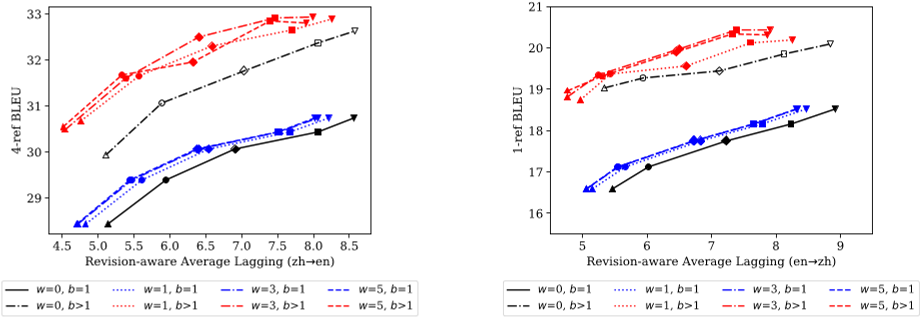 33
32
31
30
29
4-ref BLEU
4.5 5.0 5.5 6.0 6.5 7.0 7.5 8.0 8.5
Revision-aware Average Lagging (zh→en)
w=0, b=1 w=1, b=1 w=3, b=1 w=5, b=1
w=0, b>1 w=1, b>1 w=3, b>1 w=5, b>1
21
20
19
18
17
16
1-ref BLEU
5 6 7 8 9
Revision-aware Average Lagging (en→zh)
w=0, b=1 w=1, b=1 w=3, b=1 w=5, b=1
w=0, b>1 w=1, b>1 w=3, b>1 w=5, b>1